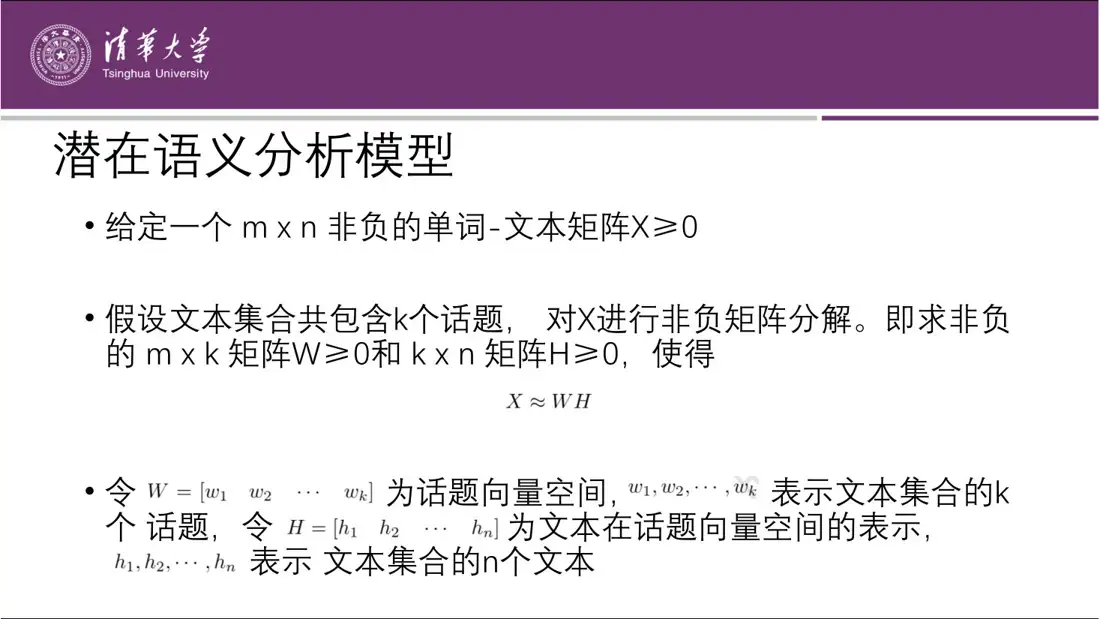 清华大学
Tsinghua University
潜在语义分析模型
• 给定一个 m x n 非负的单词-文本矩阵X≥0
• 假设文本集合共包含k个话题， 对X进行非负矩阵分解。即求非负
的 m x k 矩阵W≥0和 k x n 矩阵H≥0，使得
X ≈ WH
• 令 W = [w₁ w₂ ⋯ wₖ] 为话题向量空间，w₁, w₂, ⋯ , wₖ 表示文本集合的k
个 话题，令 H = [h₁ h₂ ⋯ hₙ] 为文本在话题向量空间的表示，
h₁, h₂, ⋯ , hₙ 表示 文本集合的n个文本